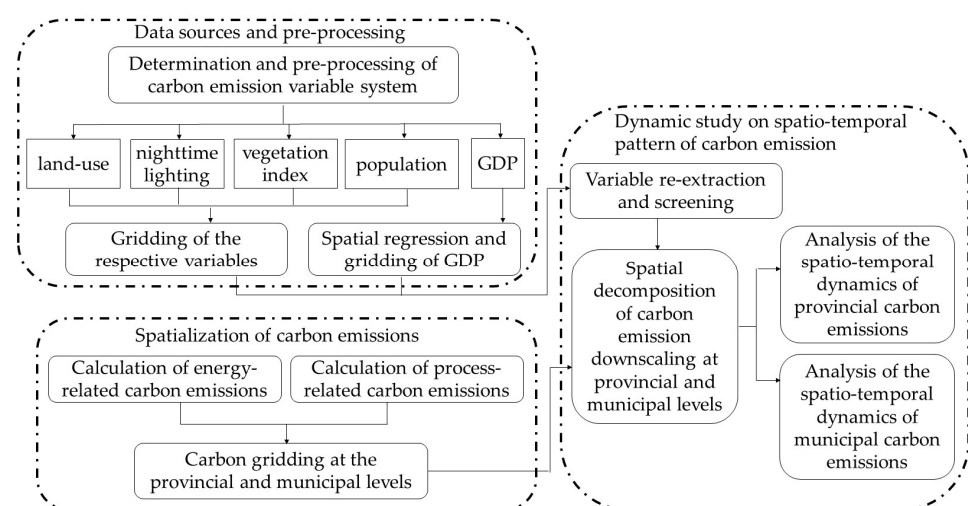 Data sources and pre-processing
Determination and pre-processing of
carbon emission variable system
land-use
nighttime
lighting
vegetation
index
population
GDP
Gridding of the
respective variables
Spatial regression and
gridding of GDP
Spatialization of carbon emissions
Calculation of energy-
related carbon emissions
Calculation of process-
related carbon emissions
Carbon gridding at the
provincial and municipal levels
Dynamic study on spatio-temporal
pattern of carbon emission
Variable re-extraction
and screening
Spatial
decomposition
of carbon
emission
downscaling at
provincial and
municipal levels
Analysis of the
spatio-temporal
dynamics of
provincial carbon
emissions
Analysis of the
spatio-temporal
dynamics of
municipal carbon
emissions